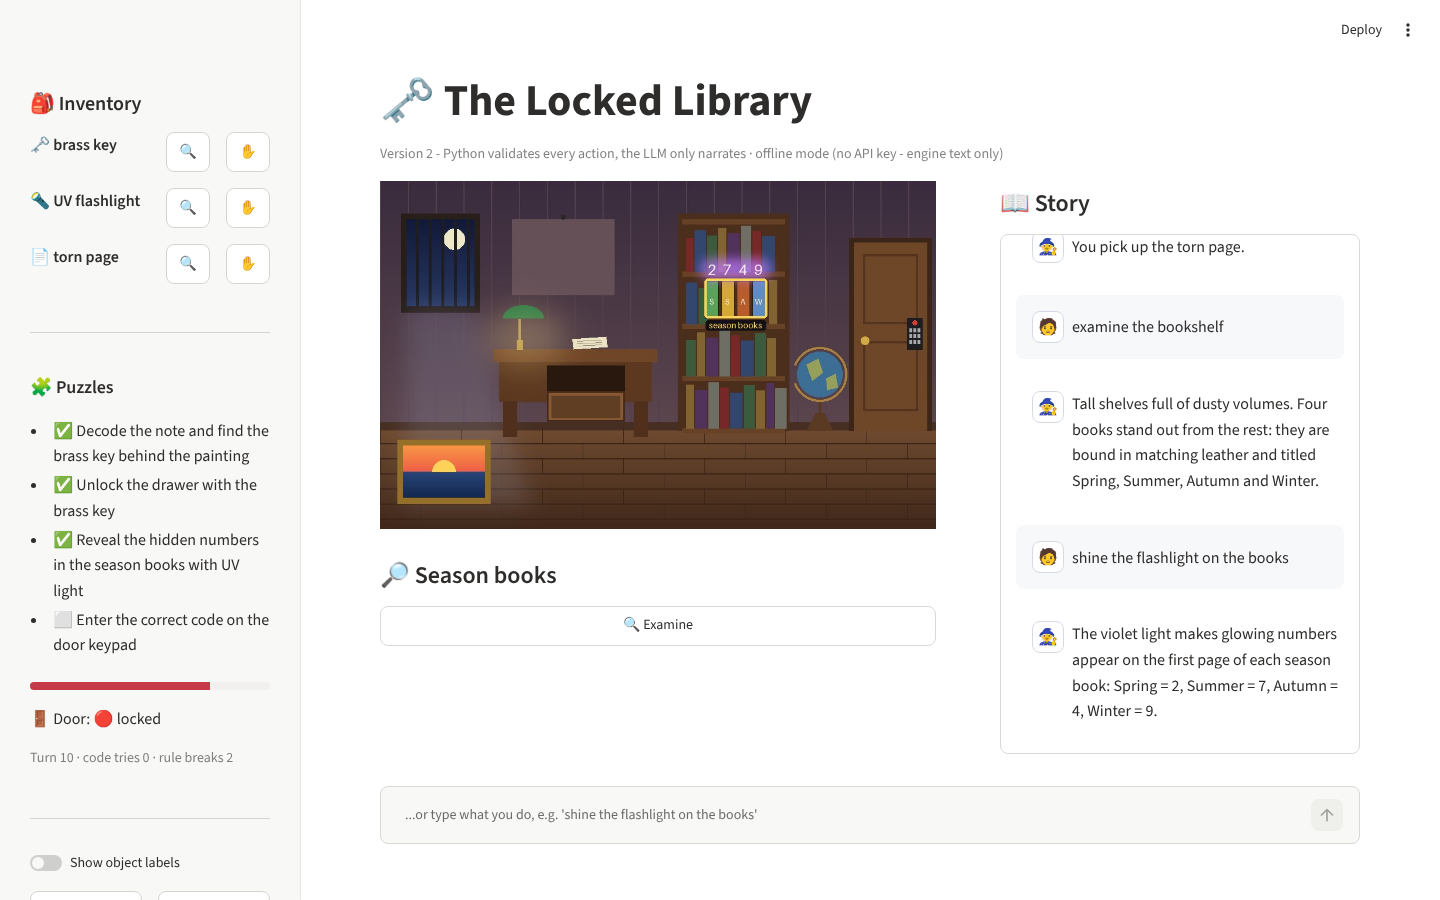 Deploy
🎒 Inventory
🗝️ brass key
🔦 UV flashlight
📄 torn page
🧩 Puzzles
✅ Decode the note and find the
brass key behind the painting
✅ Unlock the drawer with the
brass key
✅ Reveal the hidden numbers
in the season books with UV
light
⬜ Enter the correct code on the
door keypad
🚪 Door: 🔴 locked
Turn 10 · code tries 0 · rule breaks 2
Show object labels
🗝️ The Locked Library
Version 2 - Python validates every action, the LLM only narrates · offline mode (no API key - engine text only)
2 7 4 9
S S A W
season books
🔎 Season books
🔍 Examine
📖 Story
You pick up the torn page.
examine the bookshelf
Tall shelves full of dusty volumes. Four
books stand out from the rest: they are
bound in matching leather and titled
Spring, Summer, Autumn and Winter.
shine the flashlight on the books
The violet light makes glowing numbers
appear on the first page of each season
book: Spring = 2, Summer = 7, Autumn =
4, Winter = 9.
...or type what you do, e.g. 'shine the flashlight on the books'